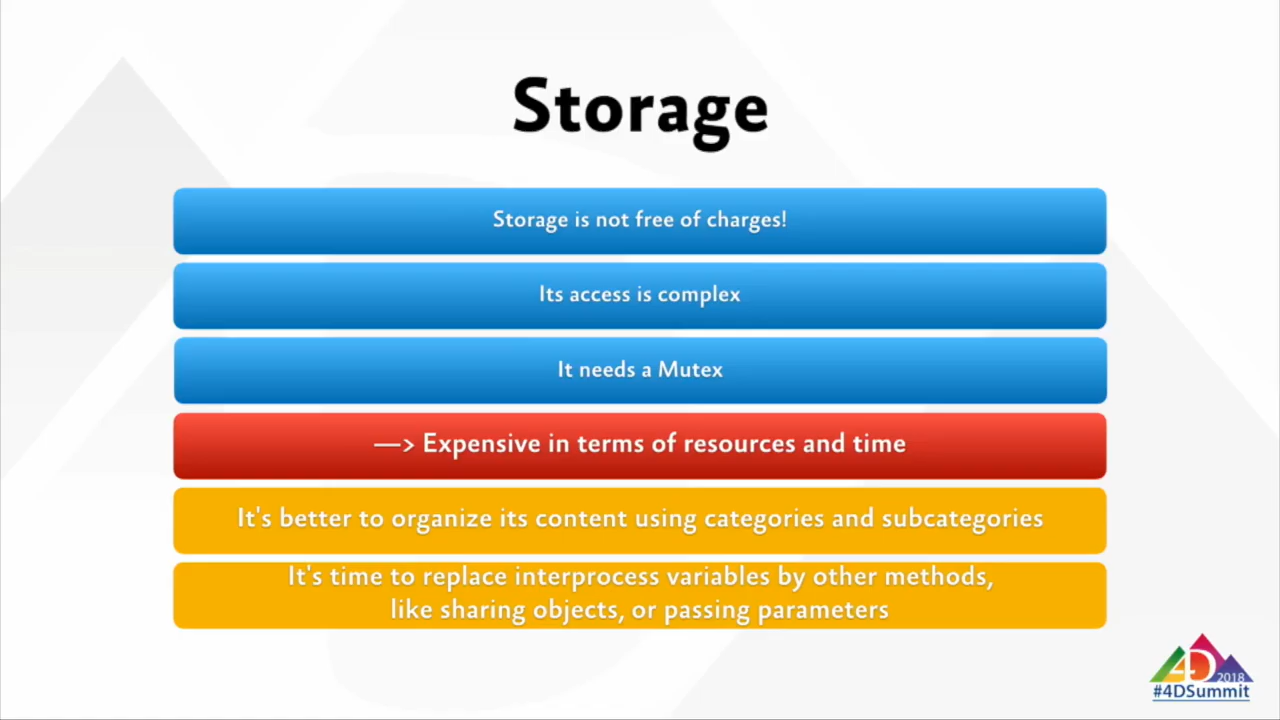 Storage
Storage is not free of charges!
Its access is complex
It needs a Mutex
—> Expensive in terms of resources and time
It's better to organize its content using categories and subcategories
It's time to replace interprocess variables by other methods,
like sharing objects, or passing parameters
4D
2018
#4DSummit